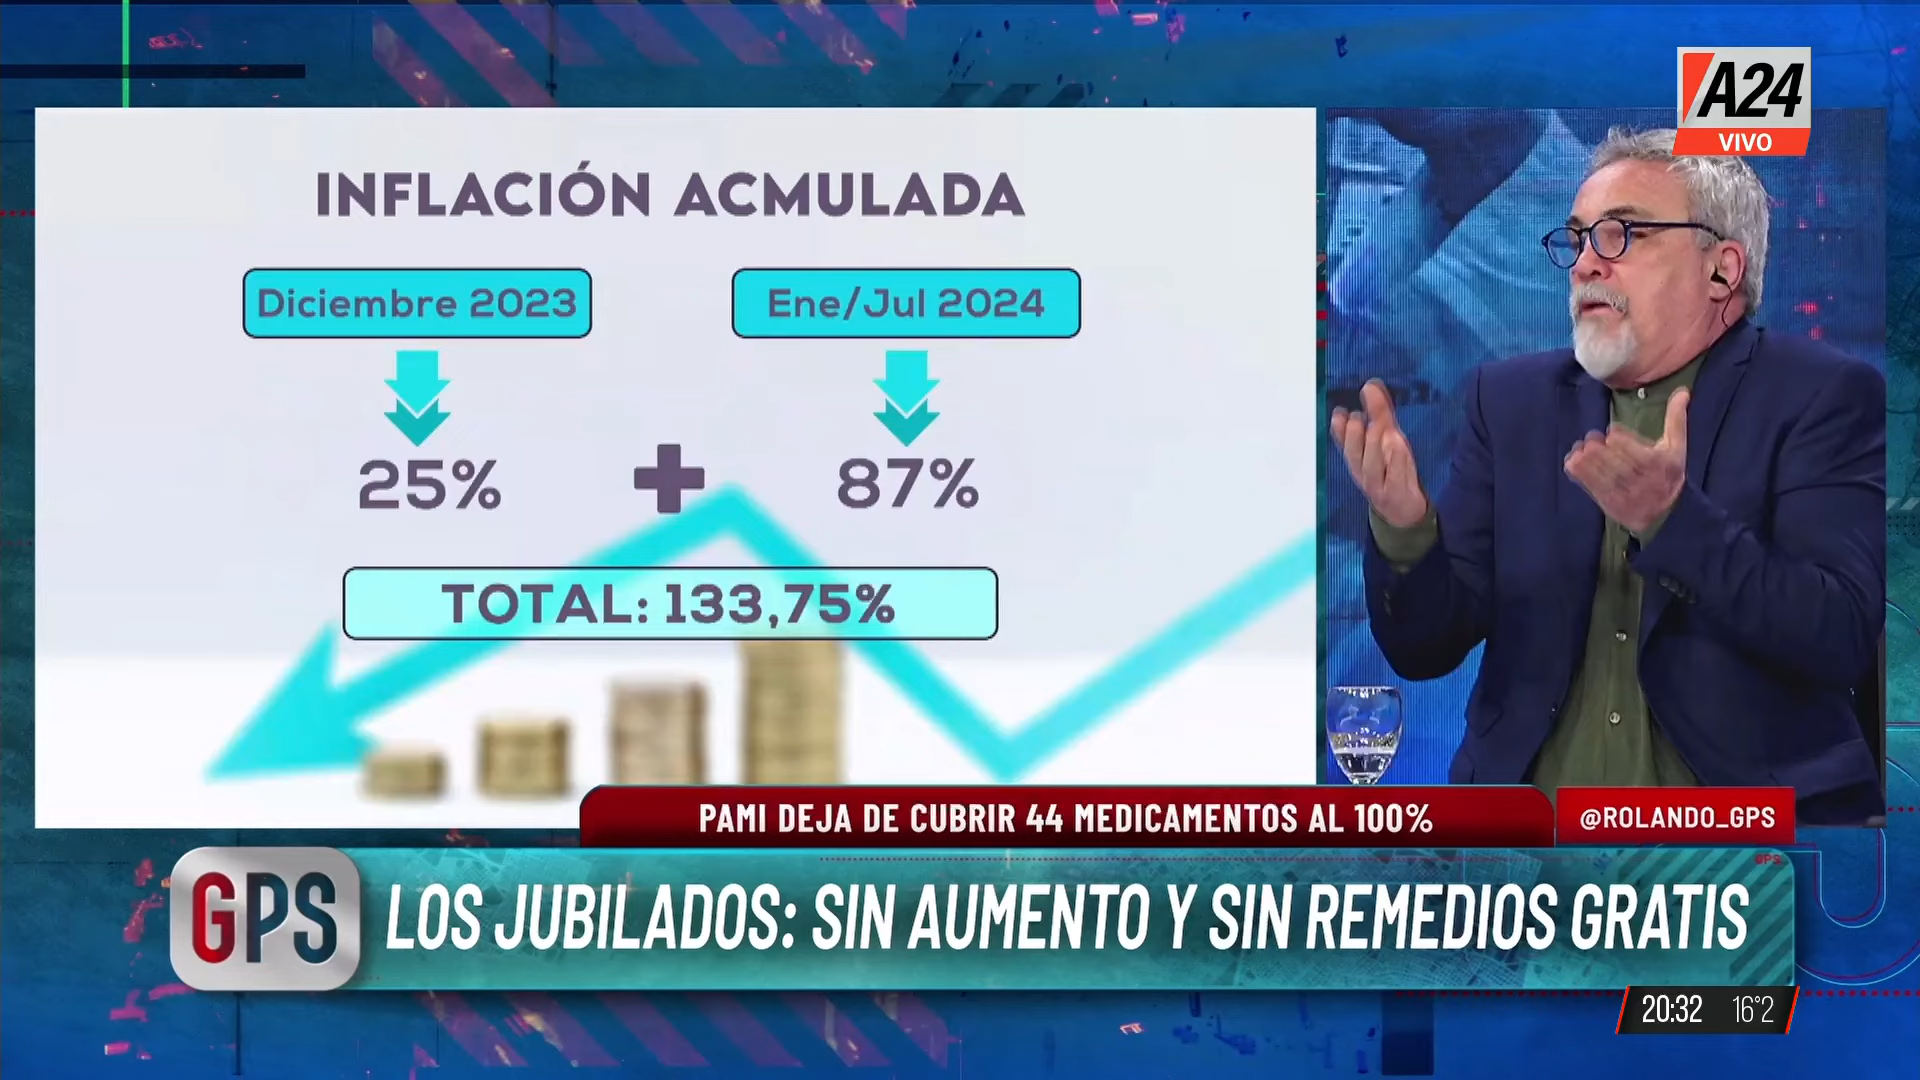 A24
VIVO
INFLACIÓN ACMULADA
Diciembre 2023
Ene/Jul 2024
25%
+
87%
TOTAL: 133,75%
PAMI DEJA DE CUBRIR 44 MEDICAMENTOS AL 100%
@ROLANDO_GPS
GPS
GPS
LOS JUBILADOS: SIN AUMENTO Y SIN REMEDIOS GRATIS
20:32 16°2